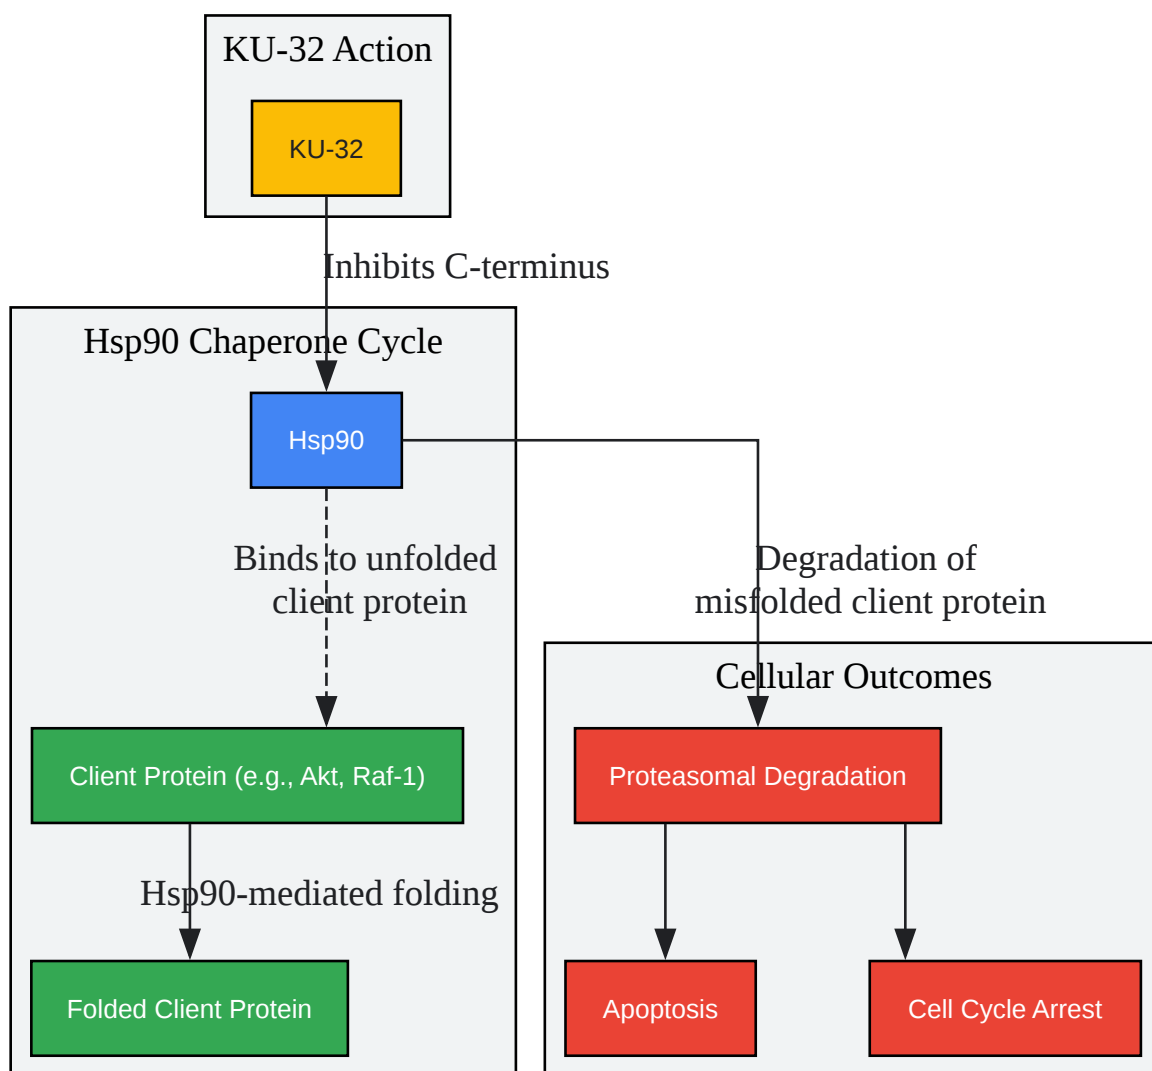 KU-32 Action
KU-32
Inhibits C-terminus
Hsp90 Chaperone Cycle
Hsp90
Binds to unfolded
client protein
Degradation of
misfolded client protein
Cellular Outcomes
Client Protein (e.g., Akt, Raf-1)
Proteasomal Degradation
Hsp90-mediated folding
Folded Client Protein
Apoptosis
Cell Cycle Arrest